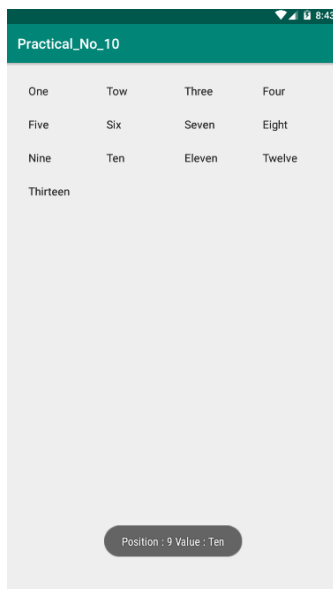 8:43
Practical_No_10
One Tow Three Four
Five Six Seven Eight
Nine Ten Eleven Twelve
Thirteen
Position : 9 Value : Ten